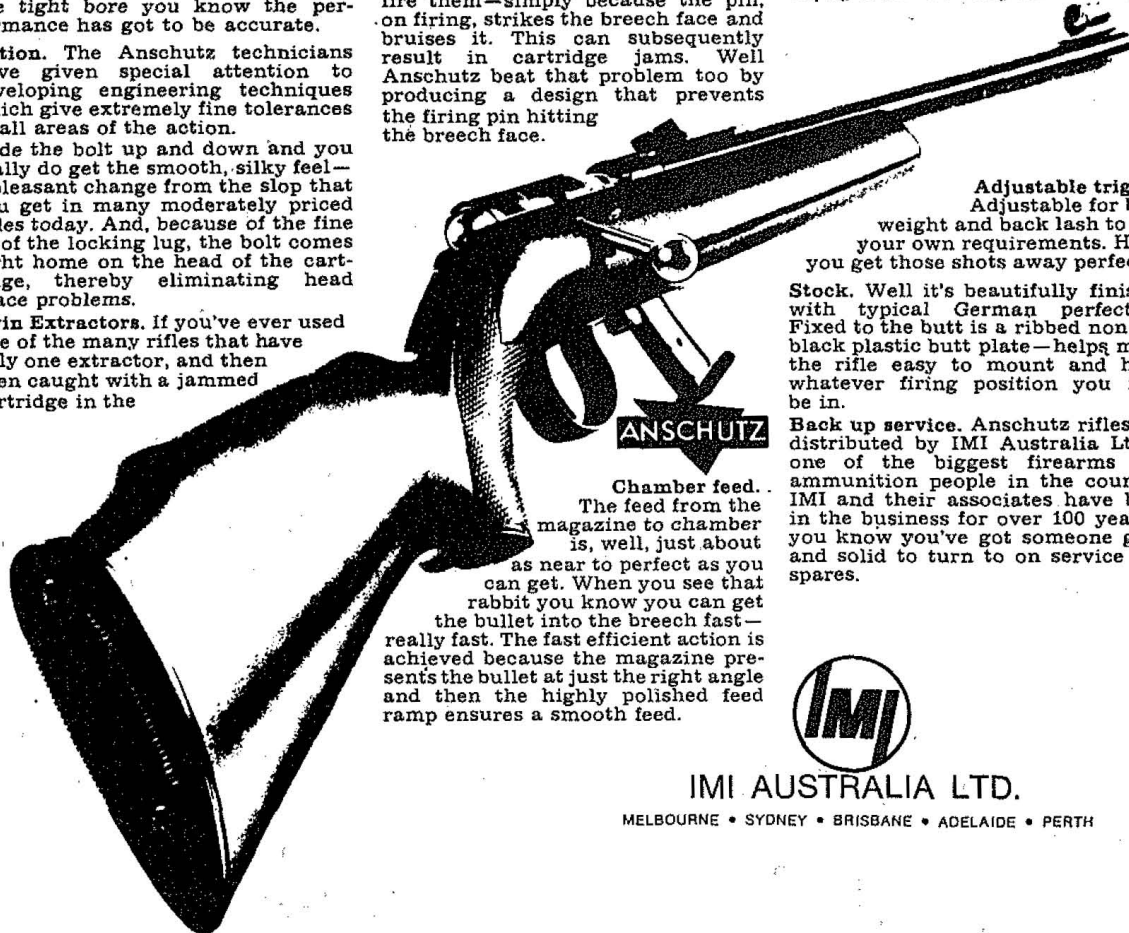 e tight bore you know the per-
rmance has got to be accurate.
tion. The Anschutz technicians
ve given special attention to
veloping engineering techniques
ich give extremely fine tolerances
all areas of the action.
de the bolt up and down and you
ally do get the smooth, silky feel—
pleasant change from the slop that
u get in many moderately priced
les today. And, because of the fine
of the locking lug, the bolt comes
ht home on the head of the cart-
ge, thereby eliminating head
ace problems.
in Extractors. If you've ever used
e of the many rifles that have
ly one extractor, and then
en caught with a jammed
rtridge in the
fire them—simply because the pin,
on firing, strikes the breech face and
bruises it. This can subsequently
result in cartridge jams. Well
Anschutz beat that problem too by
producing a design that prevents
the firing pin hitting
the breech face.
ANSCHUTZ
Chamber feed.
The feed from the
magazine to chamber
is, well, just about
as near to perfect as you
can get. When you see that
rabbit you know you can get
the bullet into the breech fast—
really fast. The fast efficient action is
achieved because the magazine pre-
sents the bullet at just the right angle
and then the highly polished feed
ramp ensures a smooth feed.
Adjustable trig
Adjustable for
weight and back lash to
your own requirements. H
you get those shots away perfec
Stock. Well it's beautifully finis
with typical German perfect
Fixed to the butt is a ribbed non
black plastic butt plate—helps m
the rifle easy to mount and h
whatever firing position you
be in.
Back up service. Anschutz rifles
distributed by IMI Australia Lt
one of the biggest firearms
ammunition people in the coun
IMI and their associates have b
in the business for over 100 yea
you know you've got someone g
and solid to turn to on service
spares.
IMI
IMI AUSTRALIA LTD.
MELBOURNE • SYDNEY • BRISBANE • ADELAIDE • PERTH